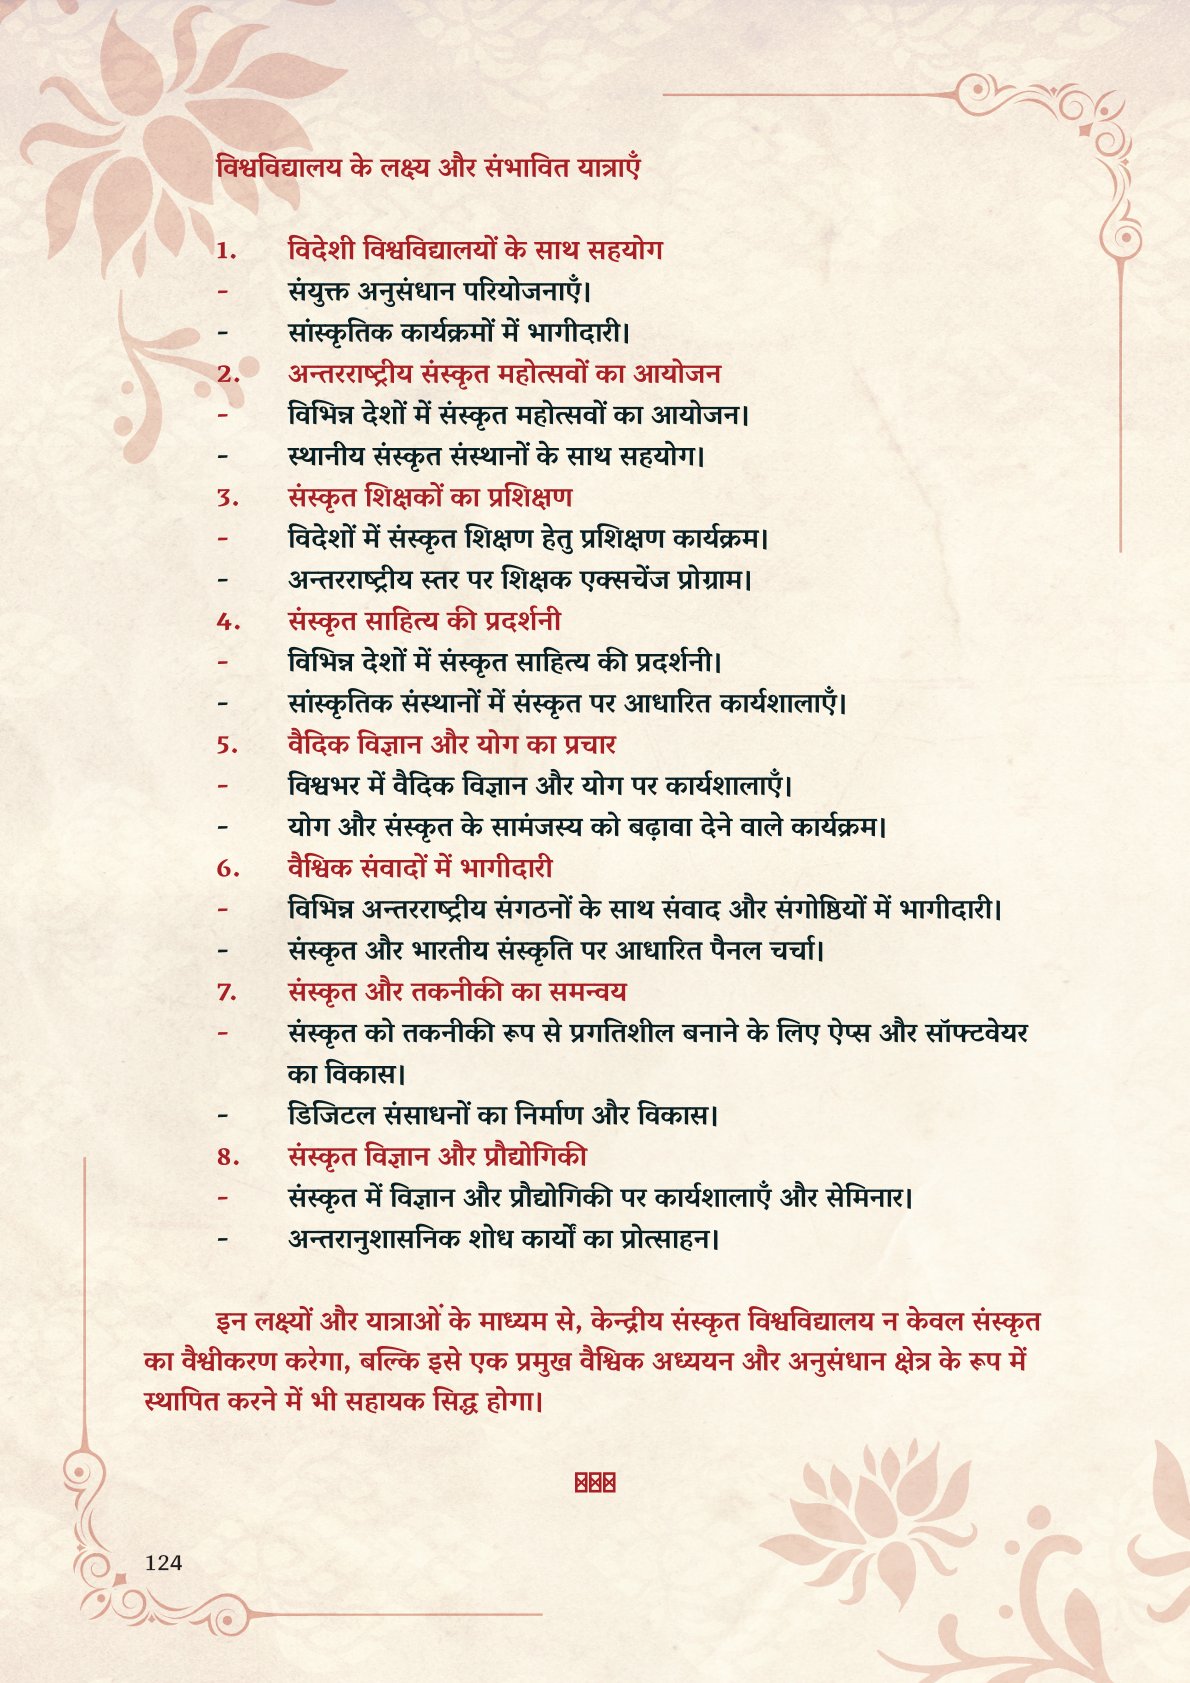 विश्वविद्यालय के लक्ष्य और संभावित यात्राएँ
1. विदेशी विश्वविद्यालयों के साथ सहयोग
- संयुक्त अनुसंधान परियोजनाएँ।
- सांस्कृतिक कार्यक्रमों में भागीदारी।
2. अन्तरराष्ट्रीय संस्कृत महोत्सवों का आयोजन
- विभिन्न देशों में संस्कृत महोत्सवों का आयोजन।
- स्थानीय संस्कृत संस्थानों के साथ सहयोग।
3. संस्कृत शिक्षकों का प्रशिक्षण
- विदेशों में संस्कृत शिक्षण हेतु प्रशिक्षण कार्यक्रम।
- अन्तरराष्ट्रीय स्तर पर शिक्षक एक्सचेंज प्रोग्राम।
4. संस्कृत साहित्य की प्रदर्शनी
- विभिन्न देशों में संस्कृत साहित्य की प्रदर्शनी।
- सांस्कृतिक संस्थानों में संस्कृत पर आधारित कार्यशालाएँ।
5. वैदिक विज्ञान और योग का प्रचार
- विश्वभर में वैदिक विज्ञान और योग पर कार्यशालाएँ।
- योग और संस्कृत के सामंजस्य को बढ़ावा देने वाले कार्यक्रम।
6. वैश्विक संवादों में भागीदारी
- विभिन्न अन्तरराष्ट्रीय संगठनों के साथ संवाद और संगोष्ठियों में भागीदारी।
- संस्कृत और भारतीय संस्कृति पर आधारित पैनल चर्चा।
7. संस्कृत और तकनीकी का समन्वय
- संस्कृत को तकनीकी रूप से प्रगतिशील बनाने के लिए ऐप्स और सॉफ्टवेयर
का विकास।
- डिजिटल संसाधनों का निर्माण और विकास।
8. संस्कृत विज्ञान और प्रौद्योगिकी
- संस्कृत में विज्ञान और प्रौद्योगिकी पर कार्यशालाएँ और सेमिनार।
- अन्तरानुशासनिक शोध कार्यों का प्रोत्साहन।
इन लक्ष्यों और यात्राओं के माध्यम से, केन्द्रीय संस्कृत विश्वविद्यालय न केवल संस्कृत
का वैश्वीकरण करेगा, बल्कि इसे एक प्रमुख वैश्विक अध्ययन और अनुसंधान क्षेत्र के रूप में
स्थापित करने में भी सहायक सिद्ध होगा।
124